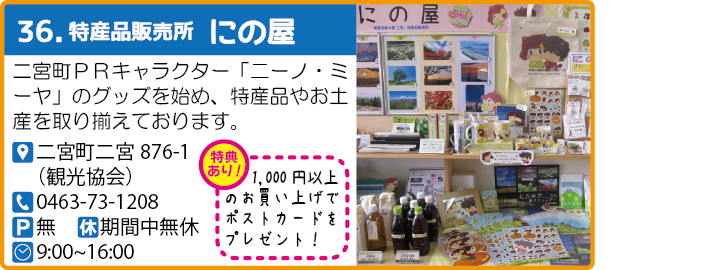 36. 特産品販売所 にの屋
二宮町PRキャラクター「ニーノ・ミ
ーヤ」のグッズを始め、特産品やお土
産を取り揃えております。
二宮町二宮 876-1
（観光協会）
0463-73-1208
P 無 休 期間中無休
9:00~16:00
特典
あり！
1,000 円以上
のお買い上げで
ポストカードを
プレゼント！
にの屋